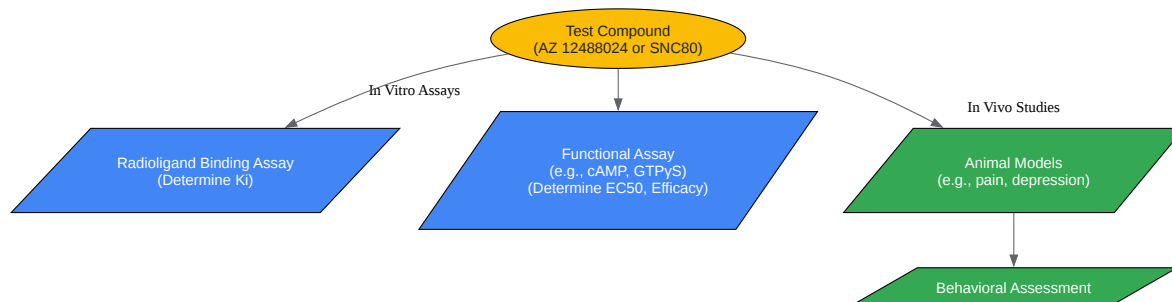 Test Compound
(AZ 12488024 or SNC80)
In Vitro Assays
In Vivo Studies
Radioligand Binding Assay
(Determine Ki)
Functional Assay
(e.g., cAMP, GTPγS)
(Determine EC50, Efficacy)
Animal Models
(e.g., pain, depression)
Behavioral Assessment